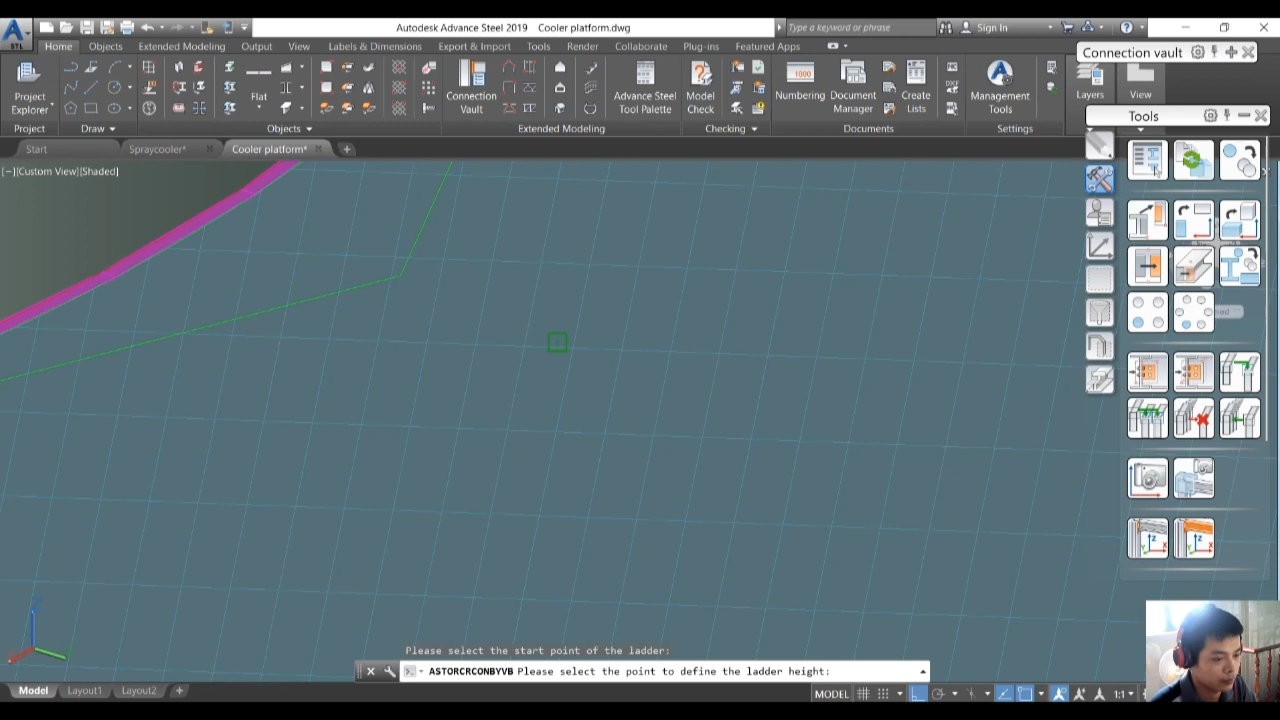 Autodesk Advance Steel 2019 Cooler platform.dwg
Type a keyword or phrase
Sign In
STL
Home Objects Extended Modeling Output View Labels & Dimensions Export & Import Tools Render Collaborate Plug-ins Featured Apps
Connection vault
Project Explorer
Flat
Connection Vault
Advance Steel Tool Palette
Model Check
1000
Numbering
Document Manager
DXF
Create Lists
Management Tools
Layers
View
Project Draw Objects Extended Modeling Checking Documents Settings
Tools
Start Spraycooler* Cooler platform*
[−][Custom View][Shaded]
Please select the start point of the ladder:
ASTORCRCONBYVB Please select the point to define the ladder height:
Model Layout1 Layout2
MODEL
1:1